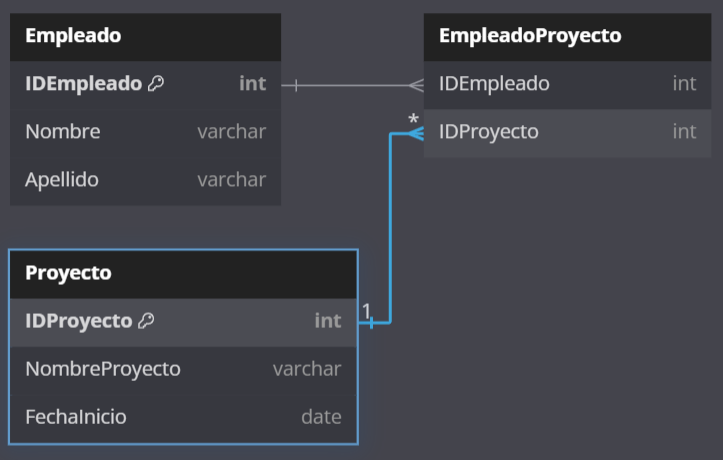 Empleado
IDEmpleado int
Nombre varchar
Apellido varchar
EmpleadoProyecto
IDEmpleado int
* IDProyecto int
Proyecto
IDProyecto int 1
NombreProyecto varchar
FechaInicio date